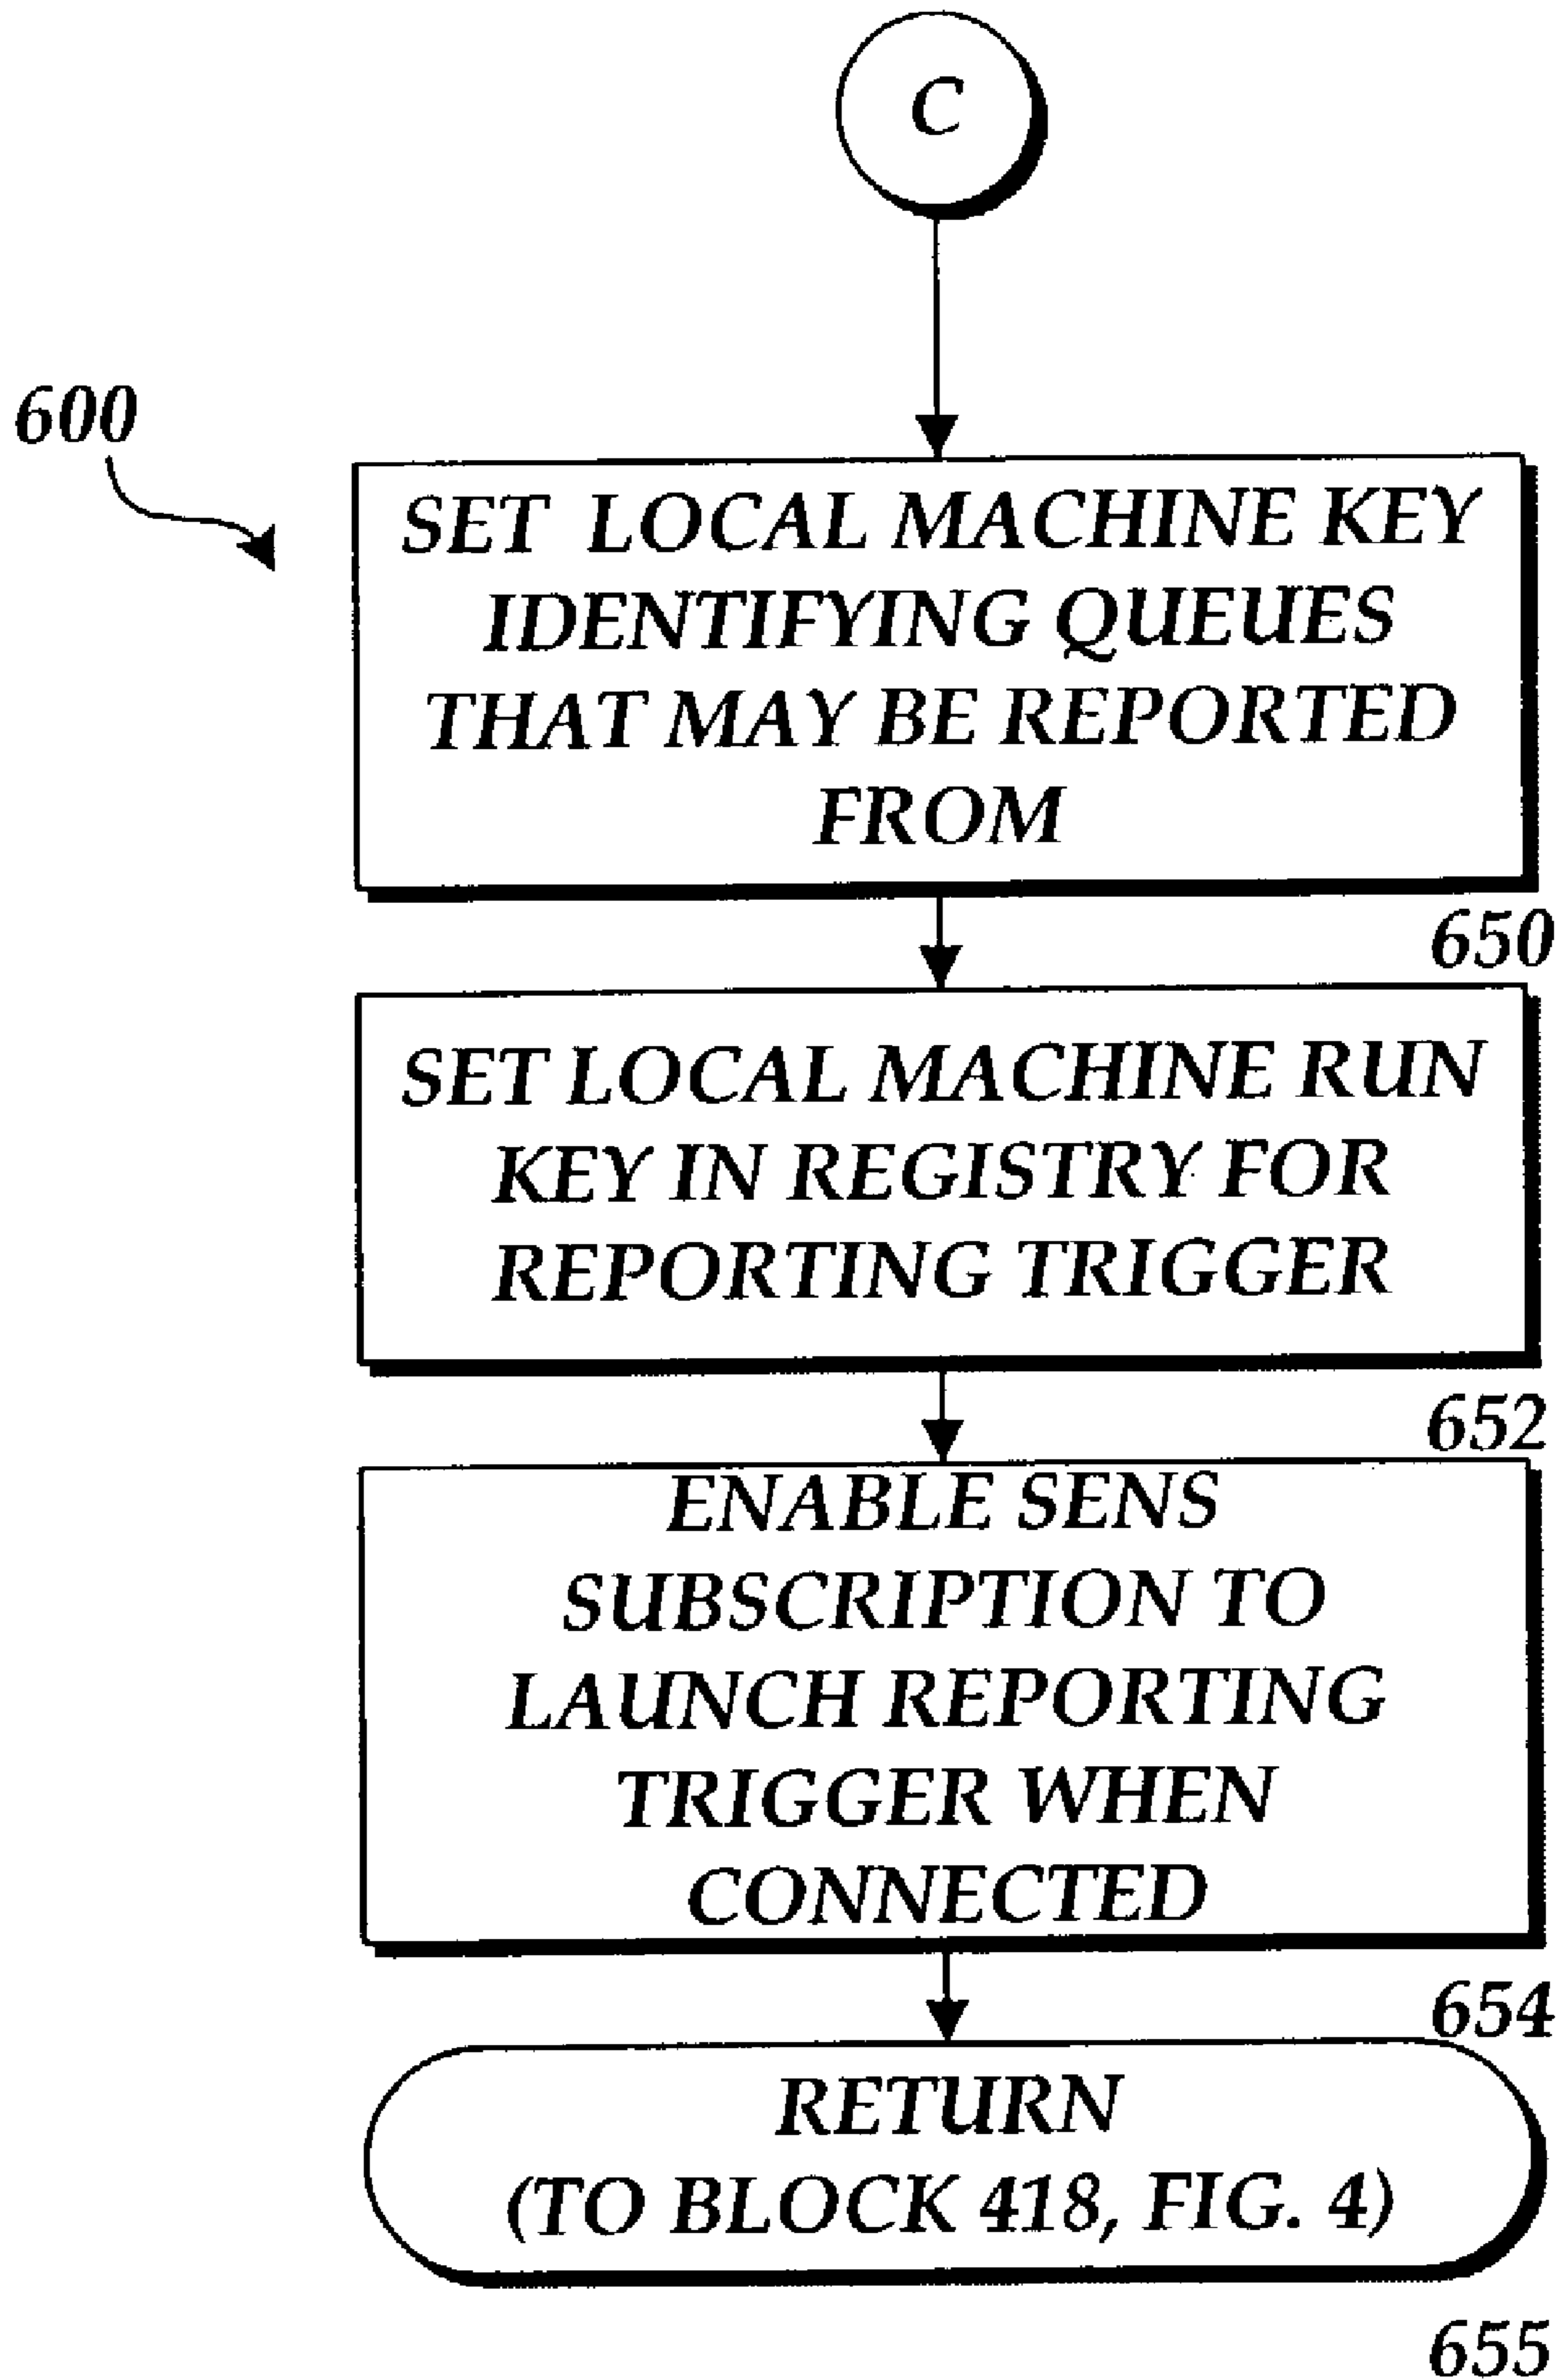 C
600
SET LOCAL MACHINE KEY
IDENTIFYING QUEUES
THAT MAY BE REPORTED
FROM
650
SET LOCAL MACHINE RUN
KEY IN REGISTRY FOR
REPORTING TRIGGER
652
ENABLE SENS
SUBSCRIPTION TO
LAUNCH REPORTING
TRIGGER WHEN
CONNECTED
654
RETURN
(TO BLOCK 418, FIG. 4)
655